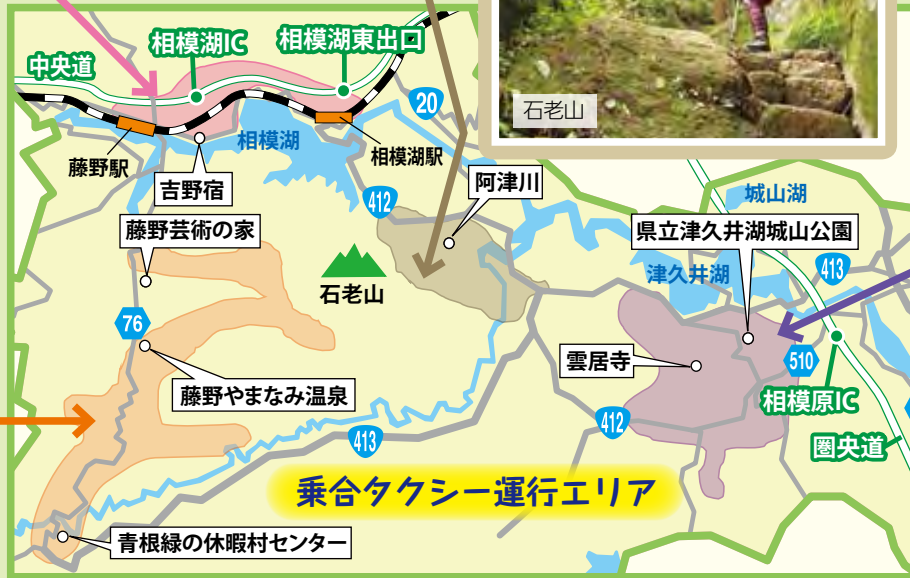 中央道
相模湖IC
相模湖東出口
20
石老山
藤野駅
相模湖
相模湖駅
吉野宿
412
阿津川
城山湖
藤野芸術の家
県立津久井湖城山公園
津久井湖
413
石老山
76
雲居寺
510
藤野やまなみ温泉
相模原IC
412
413
圏央道
乗合タクシー運行エリア
青根緑の休暇村センター